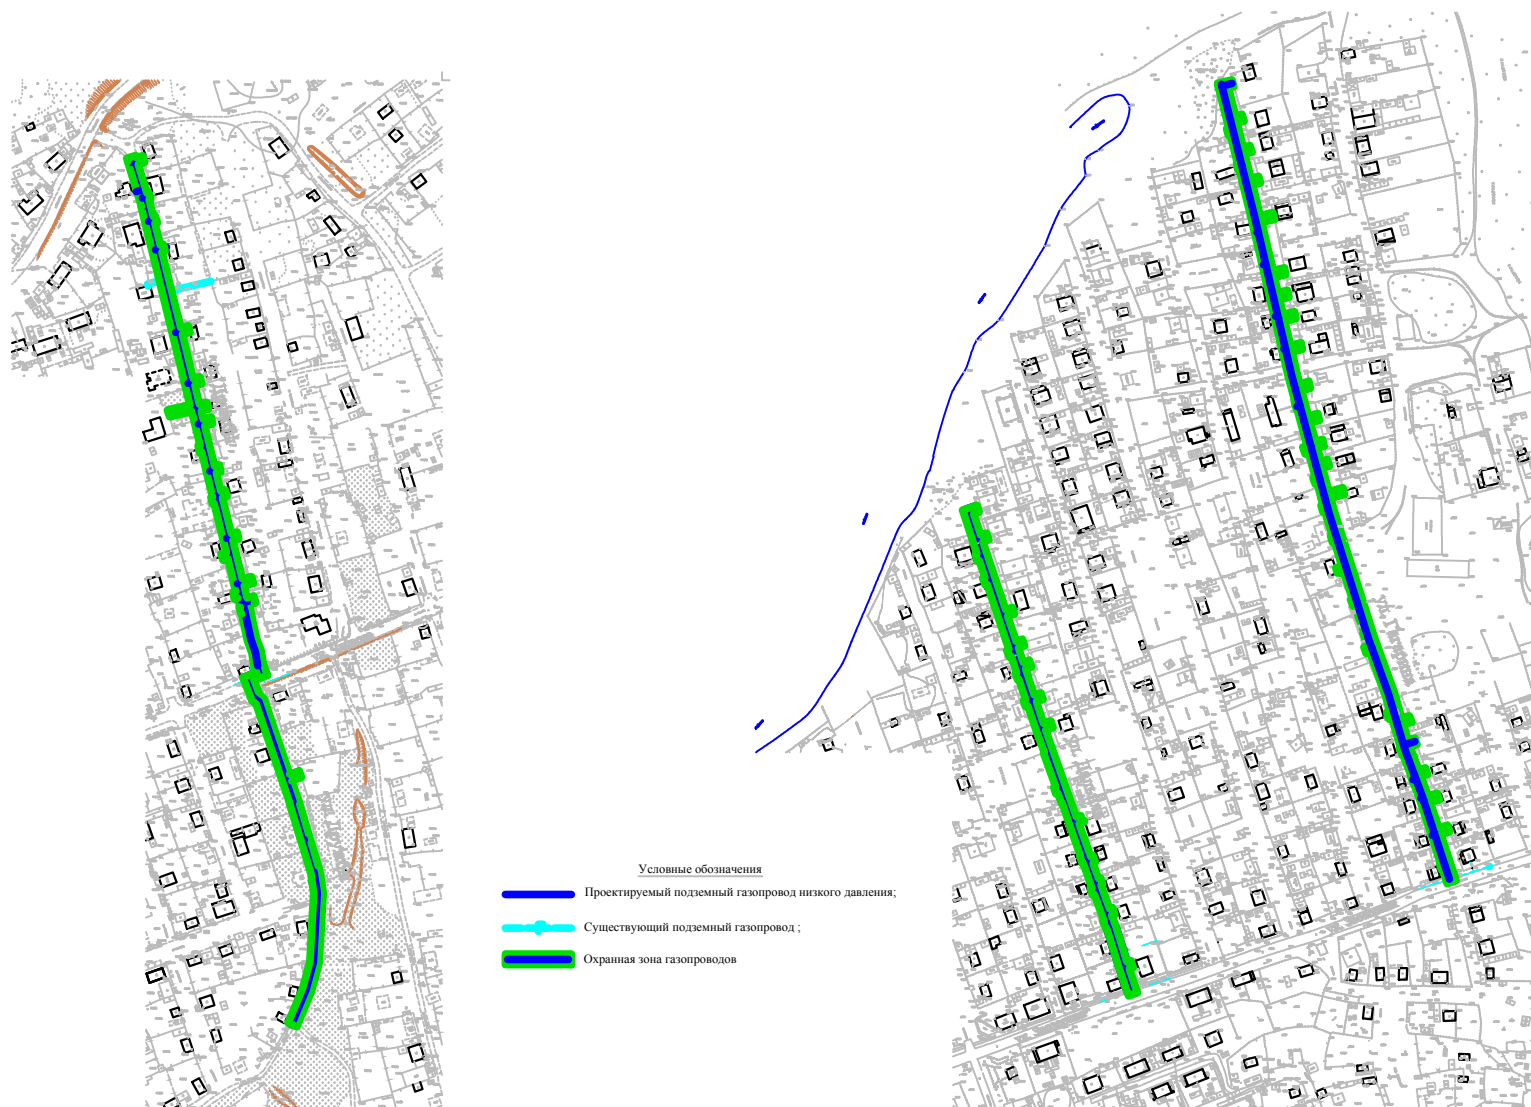 Условные обозначения
Проектируемый подземный газопровод низкого давления;
Существующий подземный газопровод ;
Охранная зона газопроводов